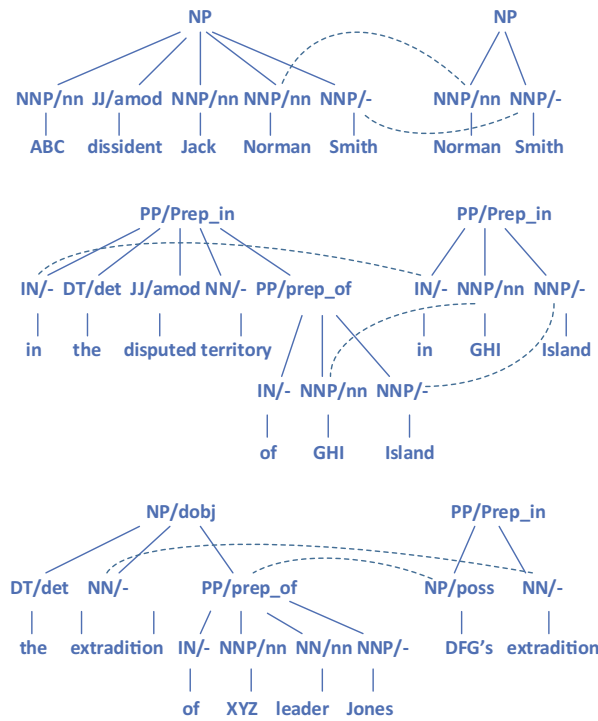 NP NP
NNP/nn JJ/amod NNP/nn NNP/nn NNP/- NNP/nn NNP/-
ABC dissident Jack Norman Smith Norman Smith
PP/Prep_in PP/Prep_in
IN/- DT/det JJ/amod NN/- PP/prep_of IN/- NNP/nn NNP/-
in the disputed territory in GHI Island
IN/- NNP/nn NNP/-
of GHI Island
NP/dobj PP/Prep_in
DT/det NN/- PP/prep_of NP/poss NN/-
the extradition IN/- NNP/nn NN/nn NNP/- DFG's extradition
of XYZ leader Jones